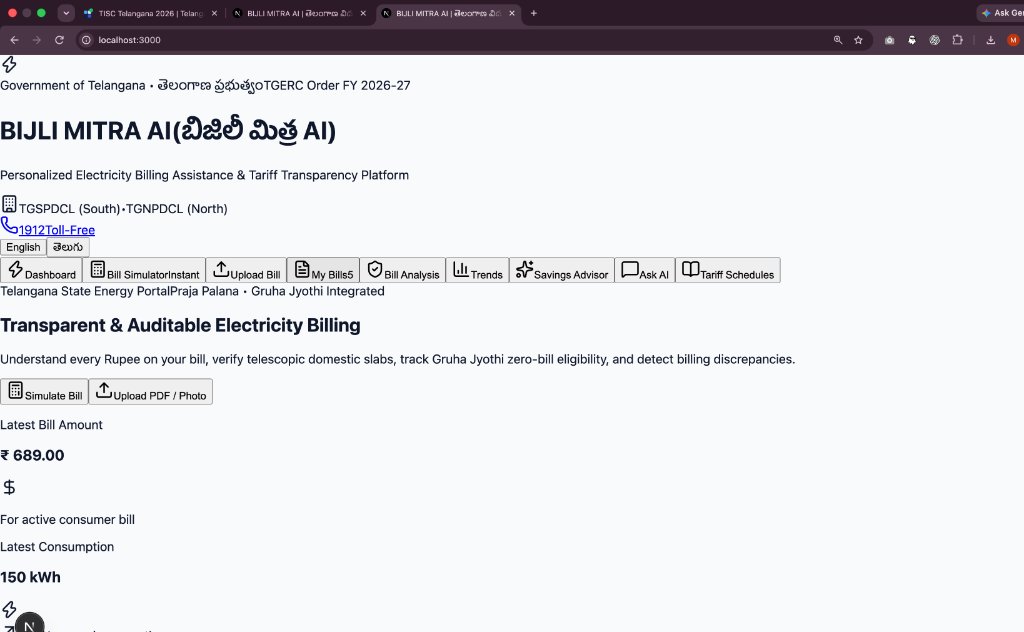 TISC Telangana 2026 | Telang
BIJLI MITRA AI | తెలంగాణ విద
BIJLI MITRA AI | తెలంగాణ విద
Ask Ge
localhost:3000
M
Government of Telangana • తెలంగాణ ప్రభుత్వంTGERC Order FY 2026-27
BIJLI MITRA AI(బిజిలీ మిత్ర AI)
Personalized Electricity Billing Assistance & Tariff Transparency Platform
TGSPDCL (South)•TGNPDCL (North)
1912Toll-Free
English తెలుగు
Dashboard Bill SimulatorInstant Upload Bill My Bills5 Bill Analysis Trends Savings Advisor Ask AI Tariff Schedules
Telangana State Energy PortalPraja Palana • Gruha Jyothi Integrated
Transparent & Auditable Electricity Billing
Understand every Rupee on your bill, verify telescopic domestic slabs, track Gruha Jyothi zero-bill eligibility, and detect billing discrepancies.
Simulate Bill Upload PDF / Photo
Latest Bill Amount
₹ 689.00
For active consumer bill
Latest Consumption
150 kWh
N